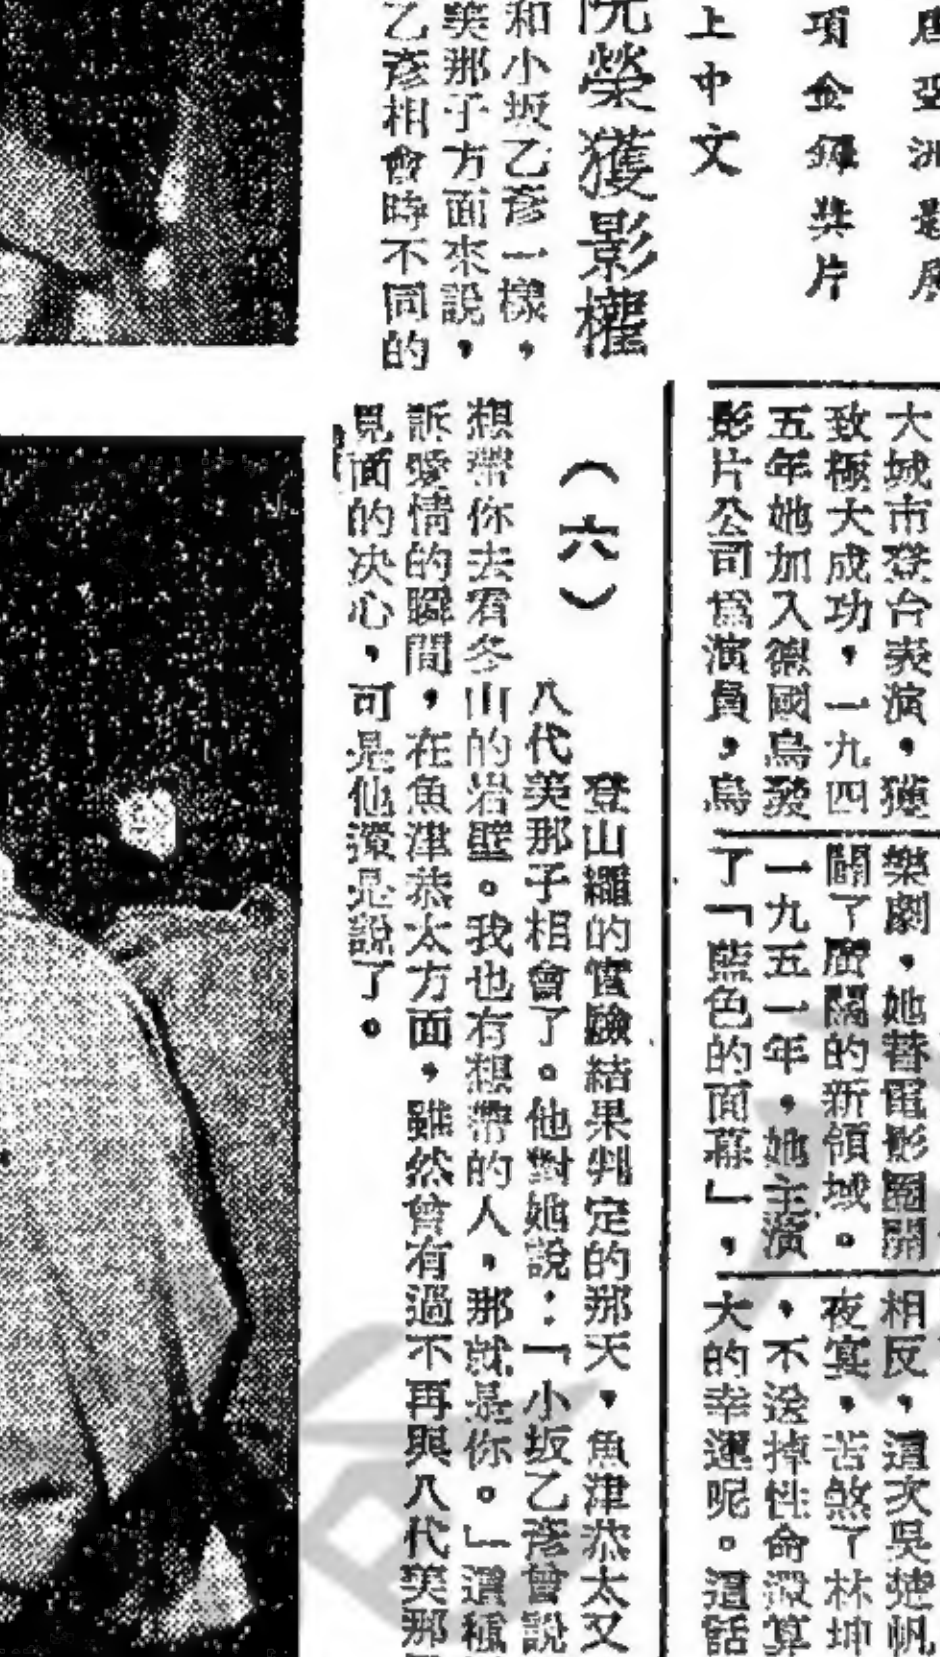 亞洲影展
項金鑼獎片
上中文
院榮獲影權
和小坂乙彥一樣，
美那子方面來說，
乙彥相會時不同的
大城市登台表演，獲
致極大成功，一九四
五年她加入德國烏發
影片公司爲演員，烏
樂劇，她替電影圈開
闢了廣闊的新領域。
一九五一年，她主演
了「藍色的面幕」，
相反，這次吳楚帆
夜宴，苦煞了林坤
，不送掉性命還算
大的幸運呢。這話
（六）
登山繩的實驗結果判定的那天，魚津恭太又
八代美那子相會了。他對她說：「小坂乙彥曾說
想帶你去看冬山的岩壁。我也有想帶的人，那就是你。」這種
訴愛情的瞬間，在魚津恭太方面，雖然曾有過不再與八代美那
見面的决心，可是他還是說了。